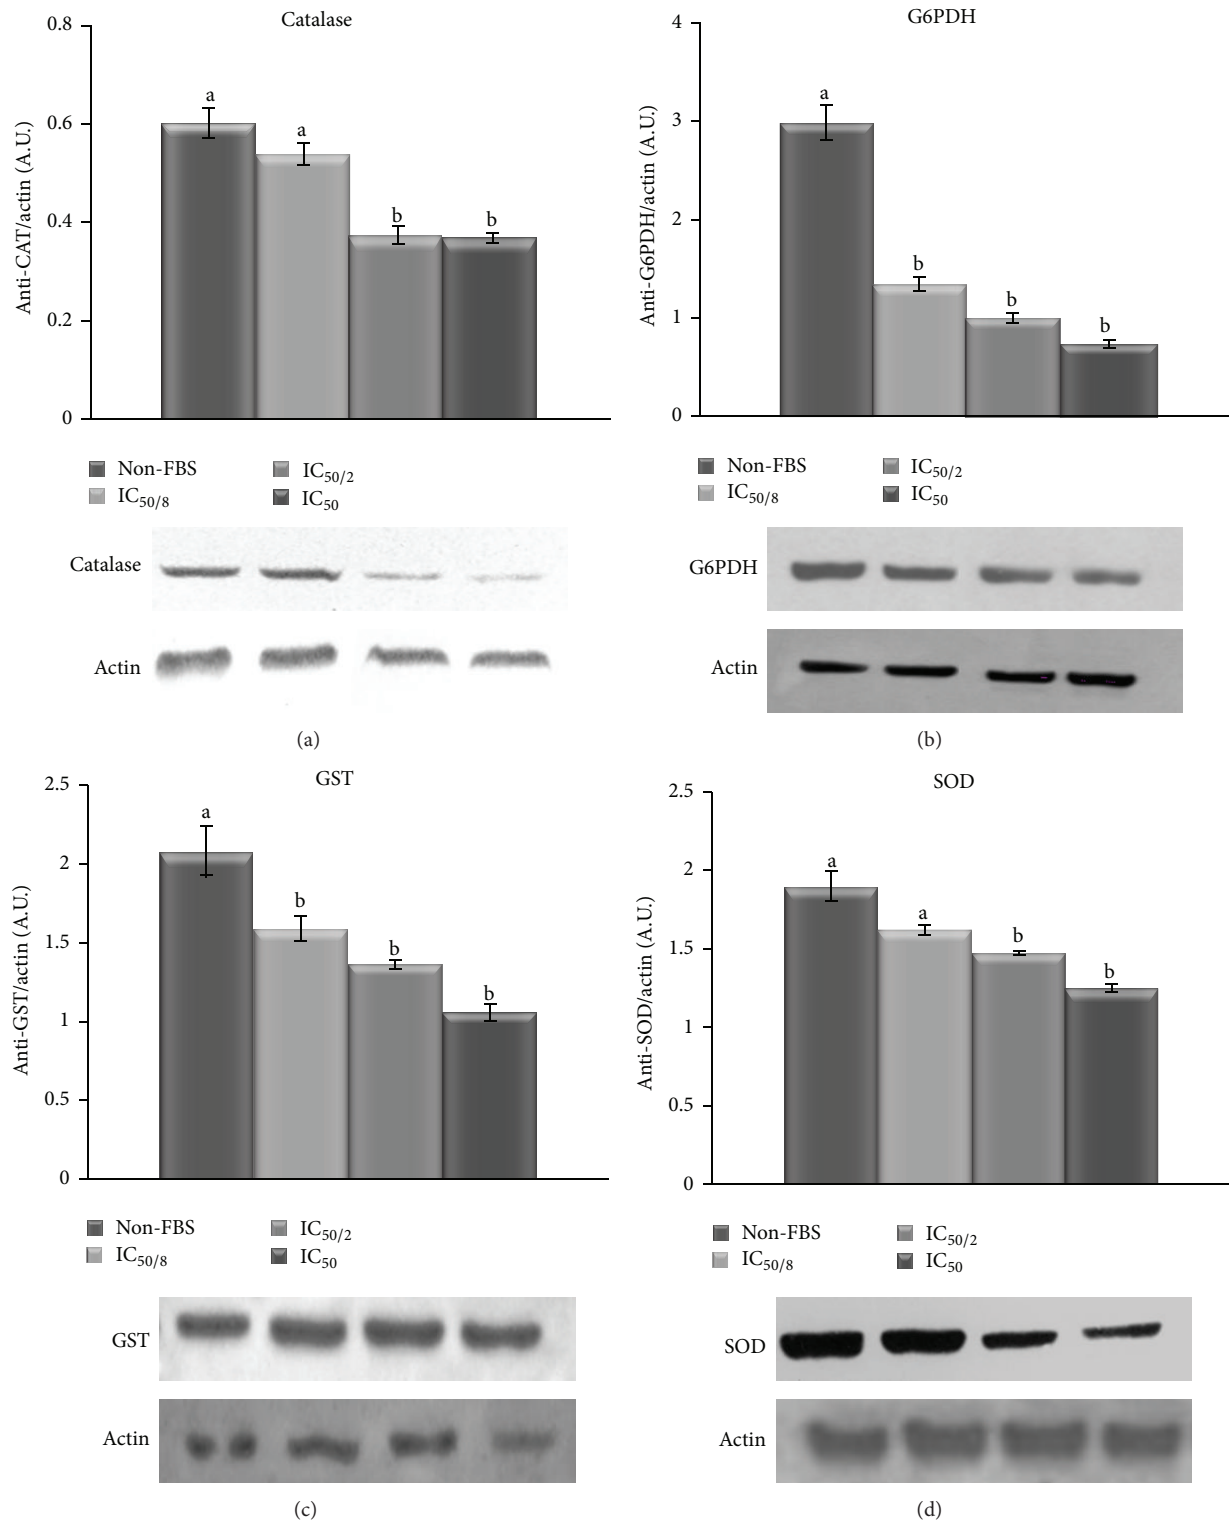 Catalase
0.8
0.6
0.4
0.2
0
Anti-CAT/actin (A.U.)
a
a
b
b
Non-FBS
IC50/8
IC50/2
IC50
Catalase
Actin
(a)
G6PDH
4
3
2
1
0
Anti-G6PDH/actin (A.U.)
a
b
b
b
Non-FBS
IC50/8
IC50/2
IC50
G6PDH
Actin
(b)
GST
2.5
2
1.5
1
0.5
0
Anti-GST/actin (A.U.)
a
b
b
b
Non-FBS
IC50/8
IC50/2
IC50
GST
Actin
(c)
SOD
2.5
2
1.5
1
0.5
0
Anti-SOD/actin (A.U.)
a
a
b
b
Non-FBS
IC50/8
IC50/2
IC50
SOD
Actin
(d)